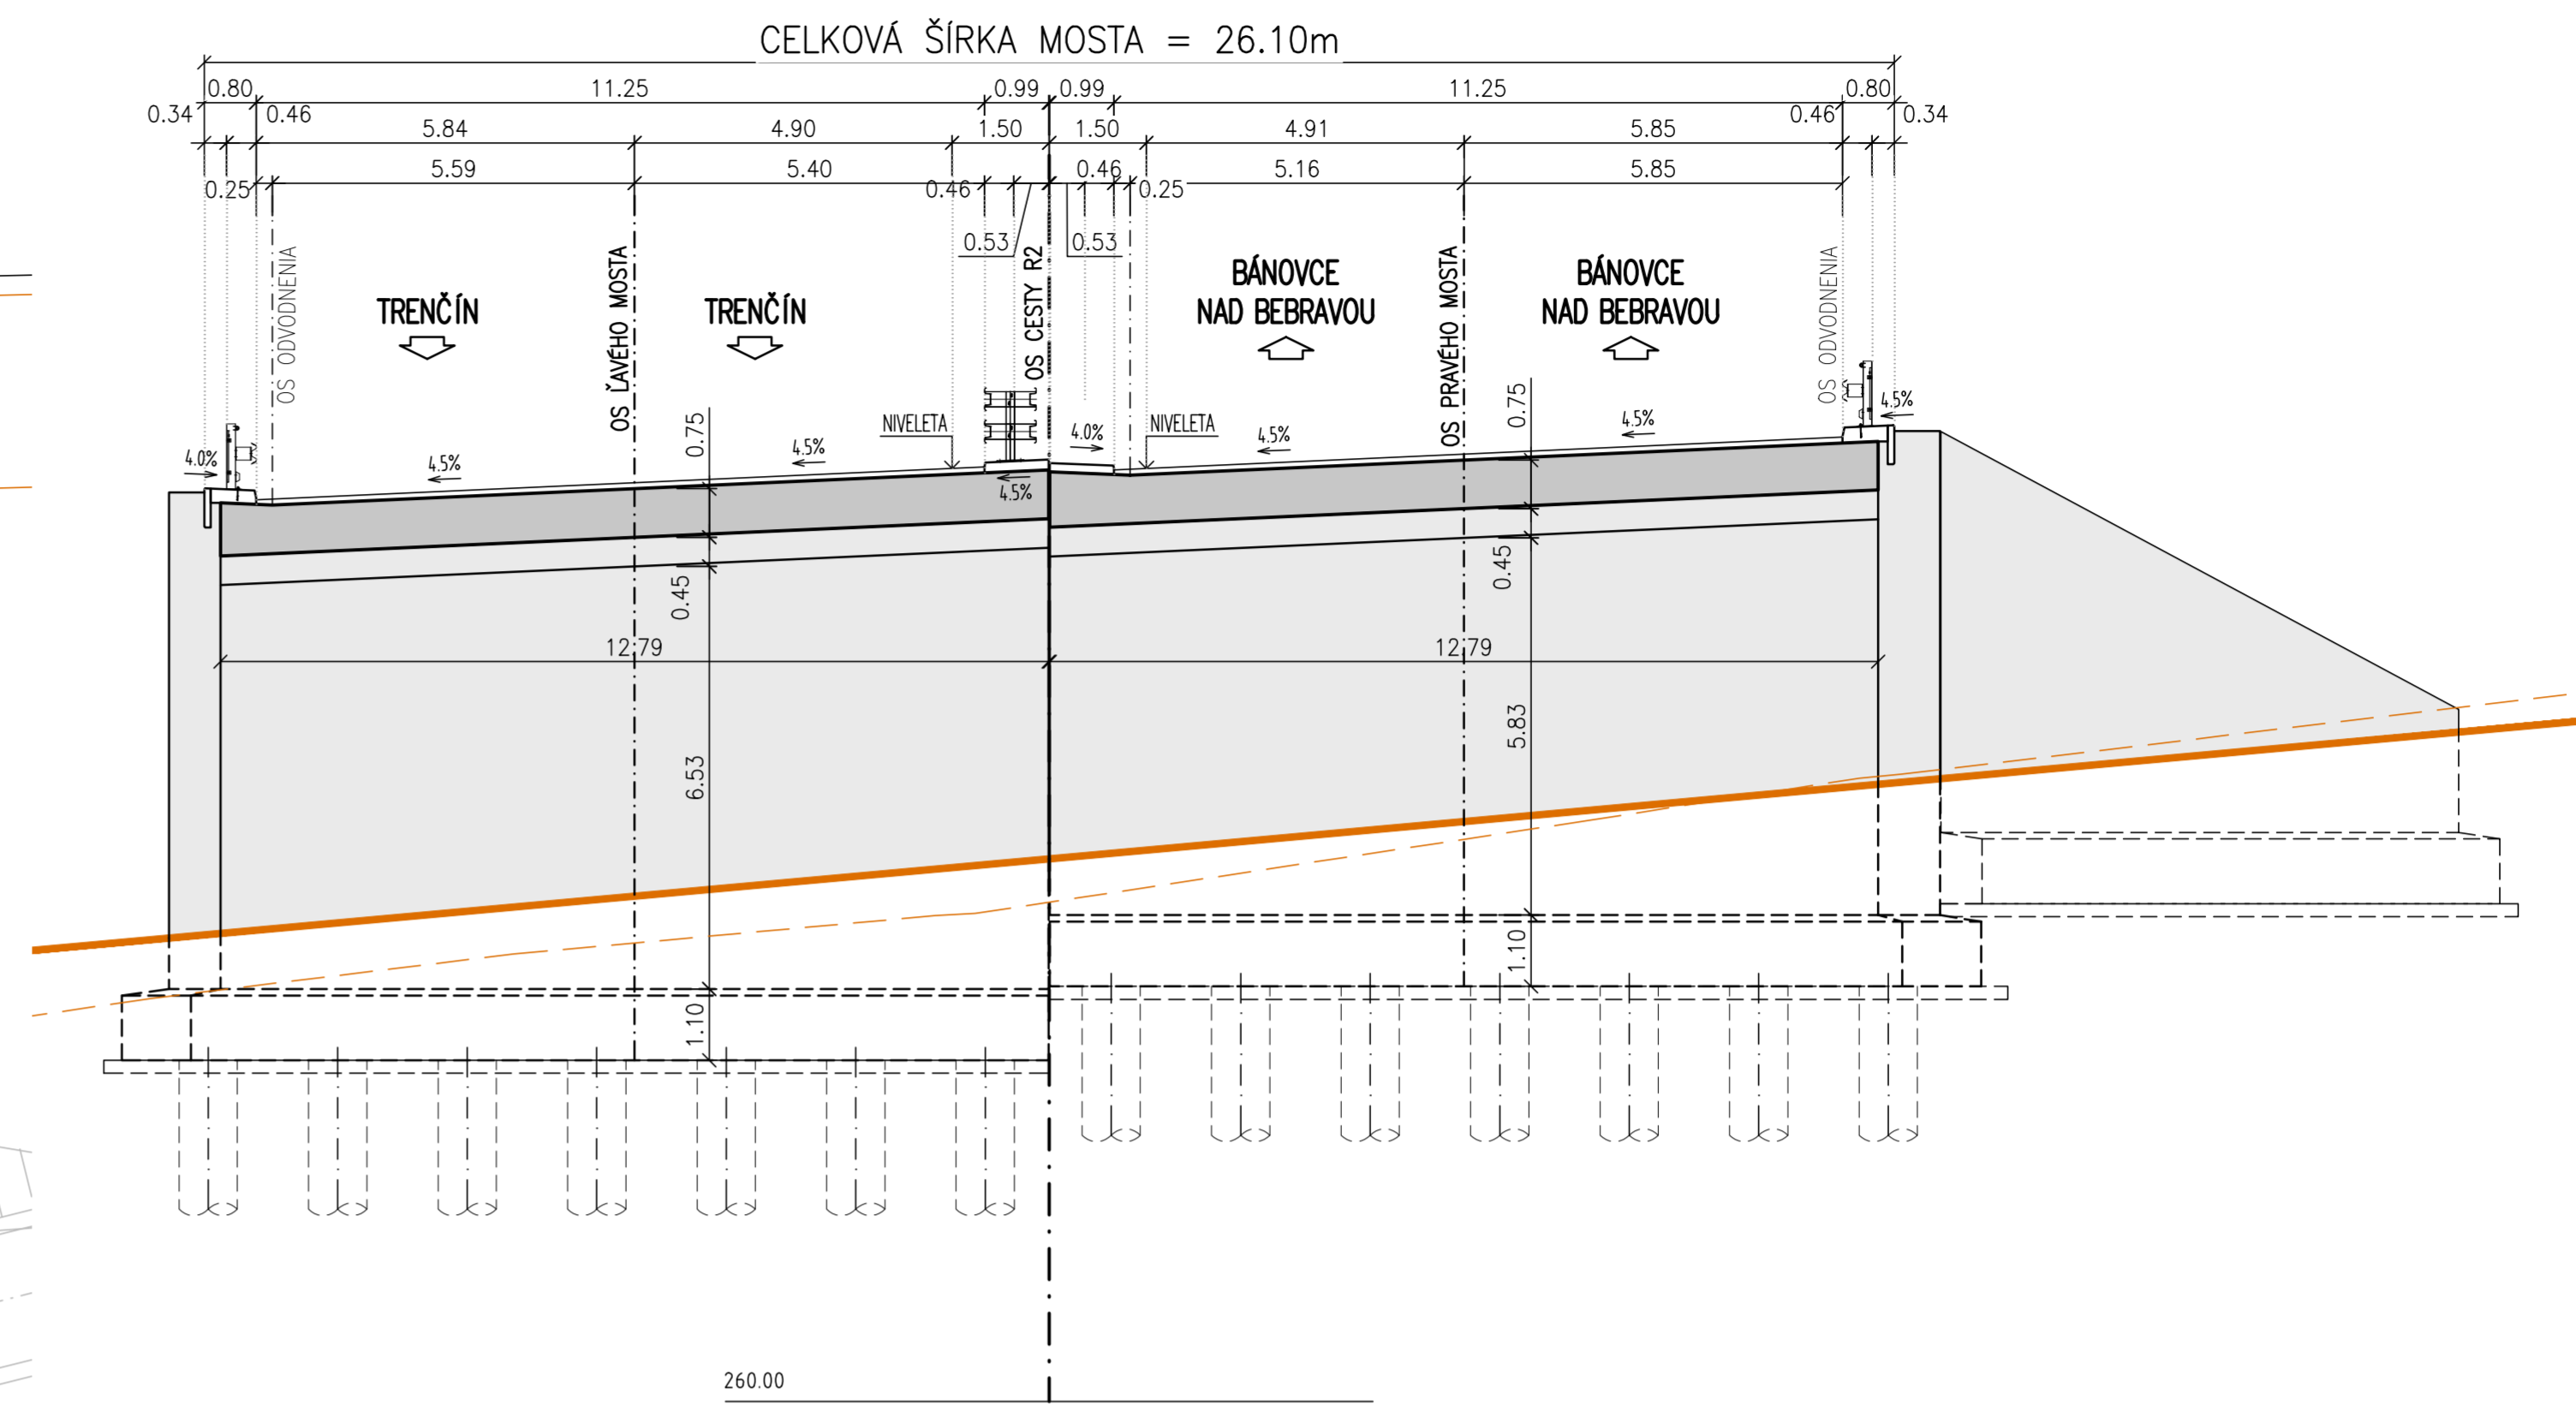 CELKOVÁ ŠÍRKA MOSTA = 26.10m
0.80 11.25 0.99 0.99 11.25 0.80
0.34 0.46 0.46 0.34
5.84 4.90 1.50 1.50 4.91 5.85
5.59 5.40 0.46 5.16 5.85
0.25 0.46 0.25
0.53 0.53
OS ODVODNENIA
OS ĽAVÉHO MOSTA
OS CESTY R2
OS PRAVÉHO MOSTA
OS ODVODNENIA
TRENČÍN
TRENČÍN
BÁNOVCE
NAD BEBRAVOU
BÁNOVCE
NAD BEBRAVOU
NIVELETA
NIVELETA
4.0%
4.5%
4.5%
4.5%
4.0%
4.5%
4.5%
4.5%
0.75
0.75
0.45
0.45
12.79 12.79
6.53
5.83
1.10
1.10
260.00